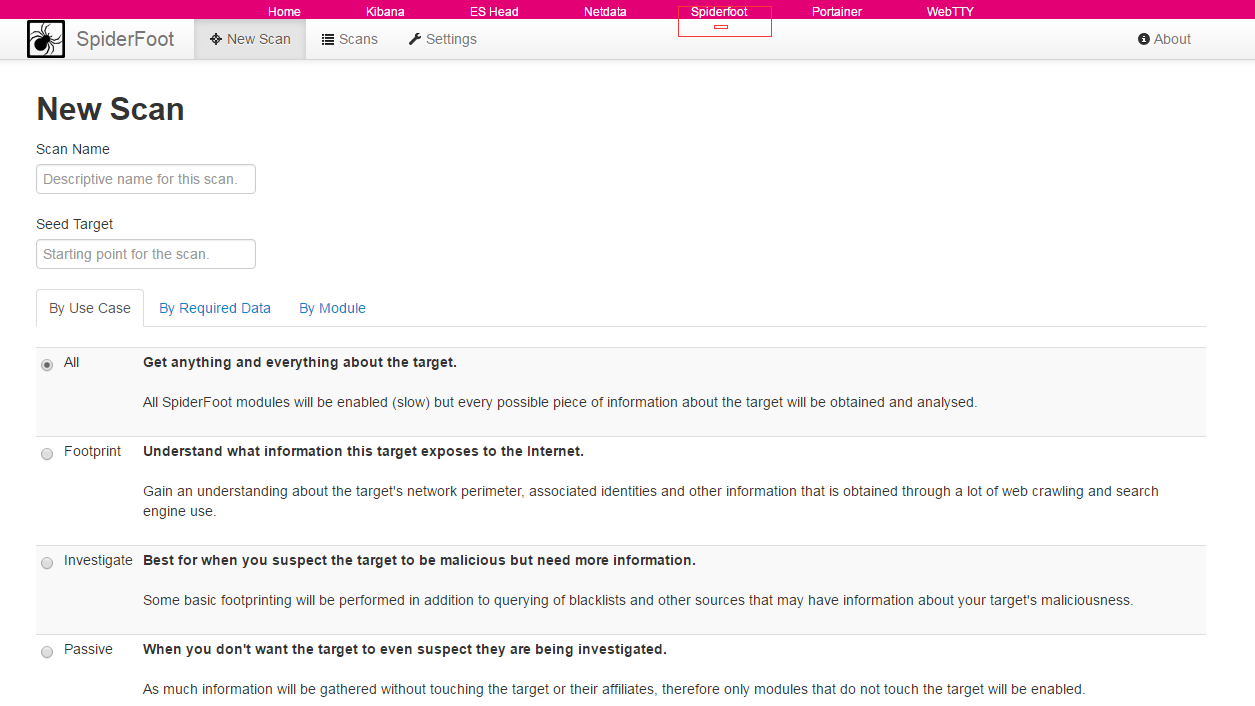 Home Kibana ES Head Netdata Spiderfoot Portainer WebTTY
SpiderFoot New Scan Scans Settings About
New Scan
Scan Name
Descriptive name for this scan.
Seed Target
Starting point for the scan.
By Use Case By Required Data By Module
All Get anything and everything about the target.
All SpiderFoot modules will be enabled (slow) but every possible piece of information about the target will be obtained and analysed.
Footprint Understand what information this target exposes to the Internet.
Gain an understanding about the target's network perimeter, associated identities and other information that is obtained through a lot of web crawling and search
engine use.
Investigate Best for when you suspect the target to be malicious but need more information.
Some basic footprinting will be performed in addition to querying of blacklists and other sources that may have information about your target's maliciousness.
Passive When you don't want the target to even suspect they are being investigated.
As much information will be gathered without touching the target or their affiliates, therefore only modules that do not touch the target will be enabled.